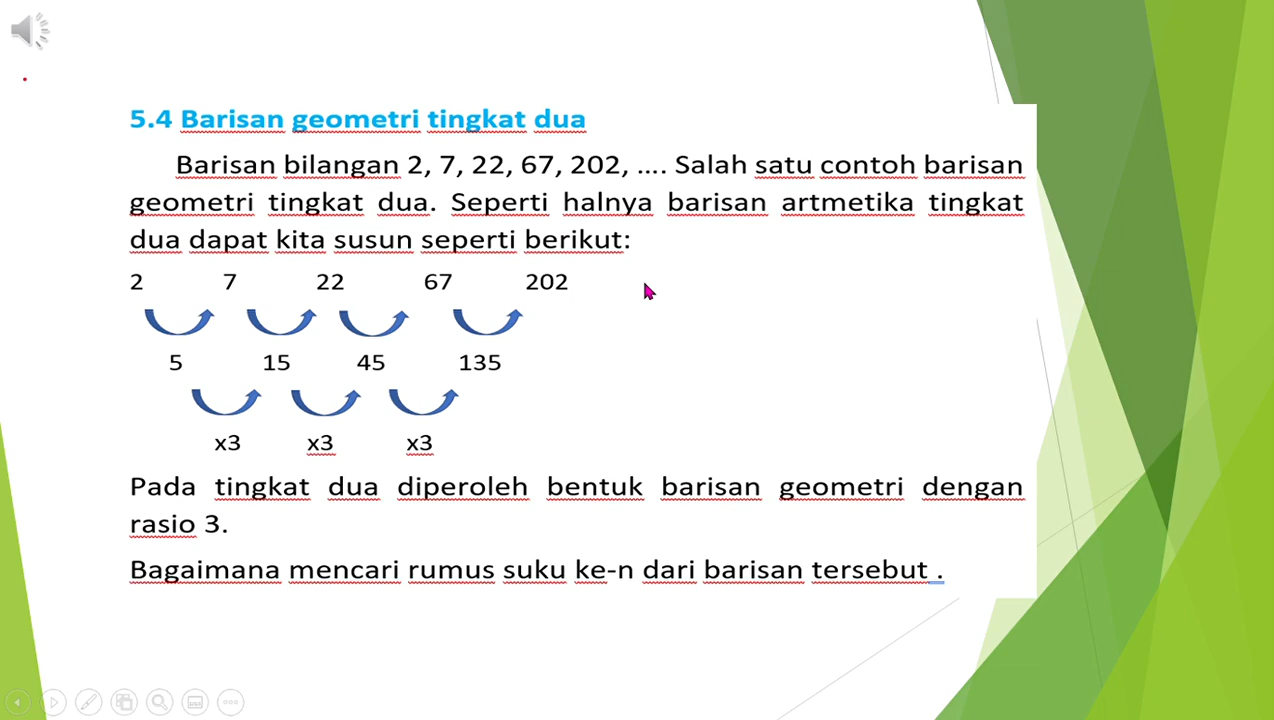 5.4 Barisan geometri tingkat dua
Barisan bilangan 2, 7, 22, 67, 202, .... Salah satu contoh barisan
geometri tingkat dua. Seperti halnya barisan artmetika tingkat
dua dapat kita susun seperti berikut:
2 7 22 67 202
5 15 45 135
x3 x3 x3
Pada tingkat dua diperoleh bentuk barisan geometri dengan
rasio 3.
Bagaimana mencari rumus suku ke-n dari barisan tersebut .